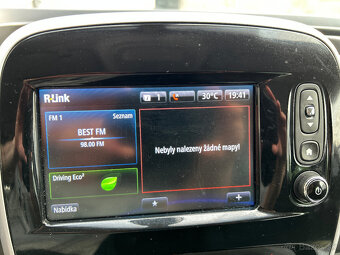 R-Link
1
30°C
19:41
FM 1
Seznam
BEST FM
98.00 FM
Nebyly nalezeny žádné mapy!
Driving Eco²
Nabídka